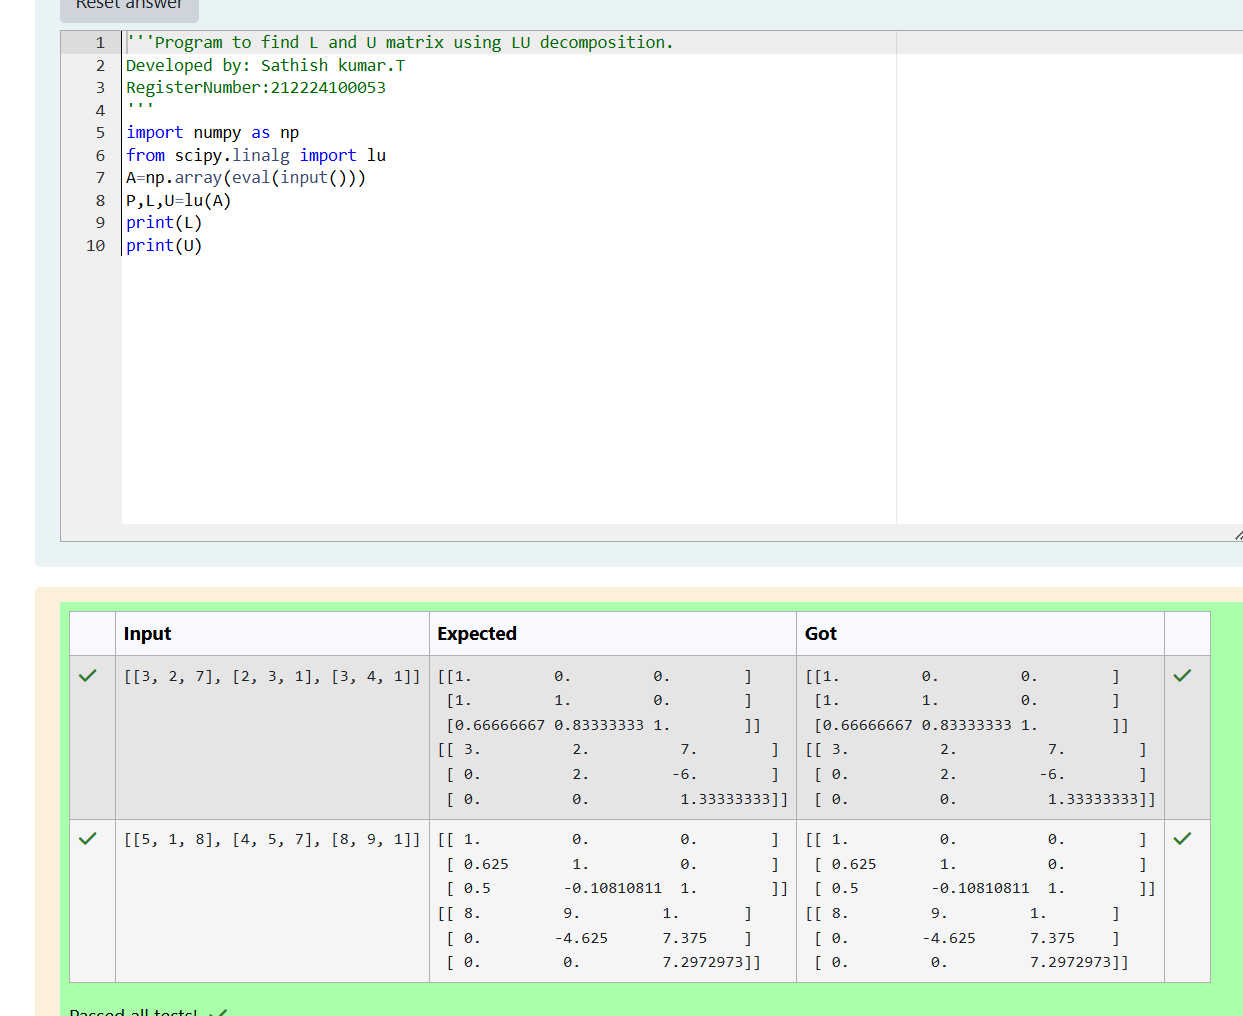 Reset answer
1 '''Program to find L and U matrix using LU decomposition.
2 Developed by: Sathish kumar.T
3 RegisterNumber:212224100053
4 '''
5 import numpy as np
6 from scipy.linalg import lu
7 A=np.array(eval(input()))
8 P,L,U=lu(A)
9 print(L)
10 print(U)
Input Expected Got
[[3, 2, 7], [2, 3, 1], [3, 4, 1]] [[1. 0. 0. ] [[1. 0. 0. ]
[1. 1. 0. ] [1. 1. 0. ]
[0.66666667 0.83333333 1. ]] [0.66666667 0.83333333 1. ]]
[[ 3. 2. 7. ] [[ 3. 2. 7. ]
[ 0. 2. -6. ] [ 0. 2. -6. ]
[ 0. 0. 1.33333333]] [ 0. 0. 1.33333333]]
[[5, 1, 8], [4, 5, 7], [8, 9, 1]] [[ 1. 0. 0. ] [[ 1. 0. 0. ]
[ 0.625 1. 0. ] [ 0.625 1. 0. ]
[ 0.5 -0.10810811 1. ]] [ 0.5 -0.10810811 1. ]]
[[ 8. 9. 1. ] [[ 8. 9. 1. ]
[ 0. -4.625 7.375 ] [ 0. -4.625 7.375 ]
[ 0. 0. 7.2972973]] [ 0. 0. 7.2972973]]
Passed all tests!